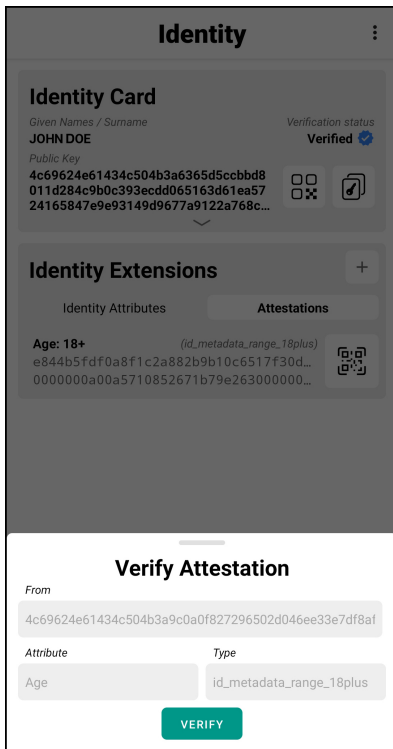 Identity
Identity Card
Given Names / Surname
Verification status
JOHN DOE
Verified
Public Key
4c69624e61434c504b3a6365d5ccbbd8
011d284c9b0c393ecdd065163d61ea57
24165847e9e93149d9677a9122a768c...
Identity Extensions
+
Identity Attributes
Attestations
Age: 18+
(id_metadata_range_18plus)
e844b5fdf0a8f1c2a882b9b10c6517f30d…
0000000a00a5710852671b79e263000000…
Verify Attestation
From
4c69624e61434c504b3a9c0a0f827296502d046ee33e7df8af
Attribute
Type
Age
id_metadata_range_18plus
VERIFY